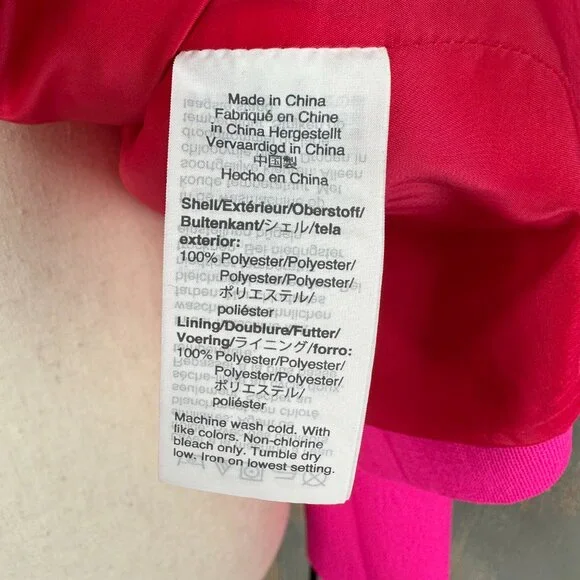 Made in China
Fabriqué en Chine
in China Hergestellt
Vervaardigd in China
中国製
Hecho en China
Shell/Extérieur/Oberstoff/
Buitenkant/シェル/tela
exterior:
100% Polyester/Polyester/
Polyester/Polyester/
ポリエステル/
poliéster
Lining/Doublure/Futter/
Voering/ライニング/forro:
100% Polyester/Polyester/
Polyester/Polyester/
ポリエステル/
poliéster
Machine wash cold. With
like colors. Non-chlorine
bleach only. Tumble dry
low. Iron on lowest setting.